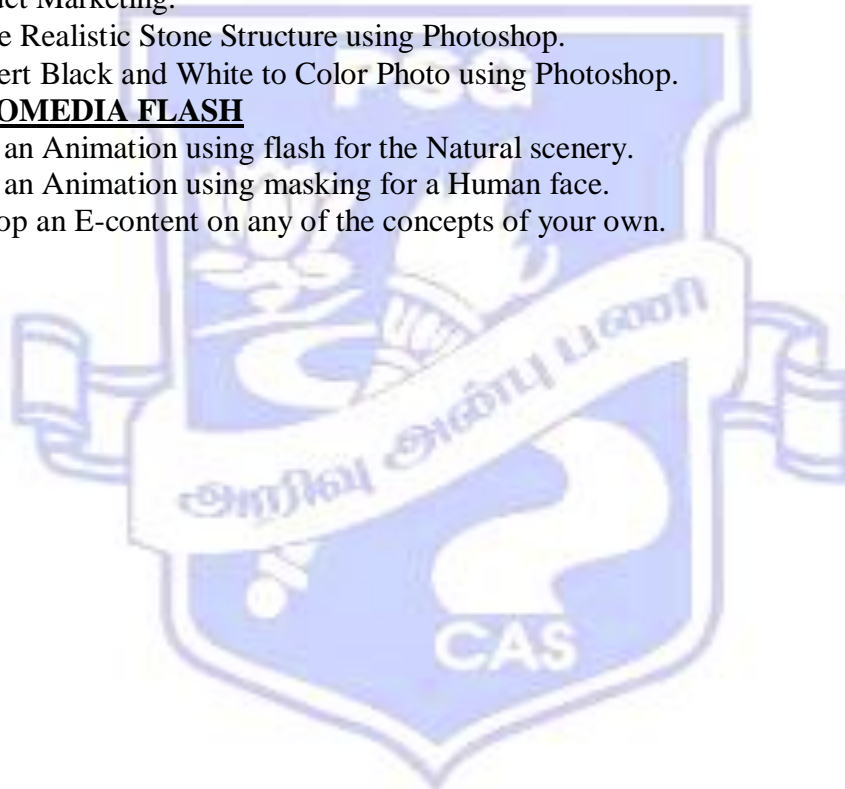 uct Marketing.
e Realistic Stone Structure using Photoshop.
ert Black and White to Color Photo using Photoshop.
OMEDIA FLASH
an Animation using flash for the Natural scenery.
an Animation using masking for a Human face.
op an E-content on any of the concepts of your own.
PSG
அறிவு அன்பு பணி
CAS